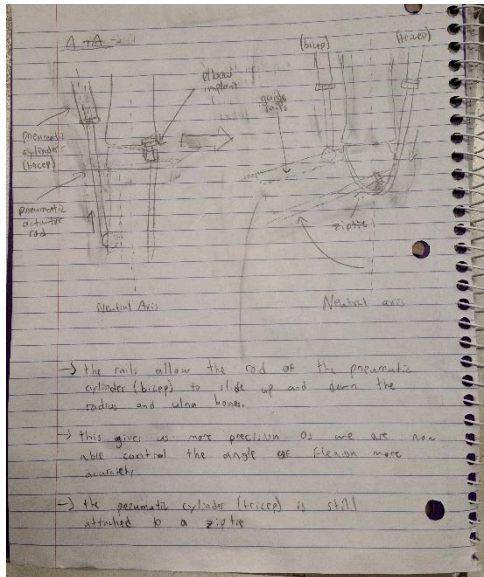 (bicep)
(tricep)
elbow
implant
guide
rails
pneumatic
cylinder
(bicep)
pneumatic
actuator
rod
ziptie
Neutral Axis
Neutral axis
→ the rails allow the rod of the pneumatic
cylinder (bicep) to slide up and down the
radius and ulna bones.
→ this gives us more precision as we are now
able control the angle of flexion more
→ the pneumatic cylinder (tricep) is still
attached to a ziptie